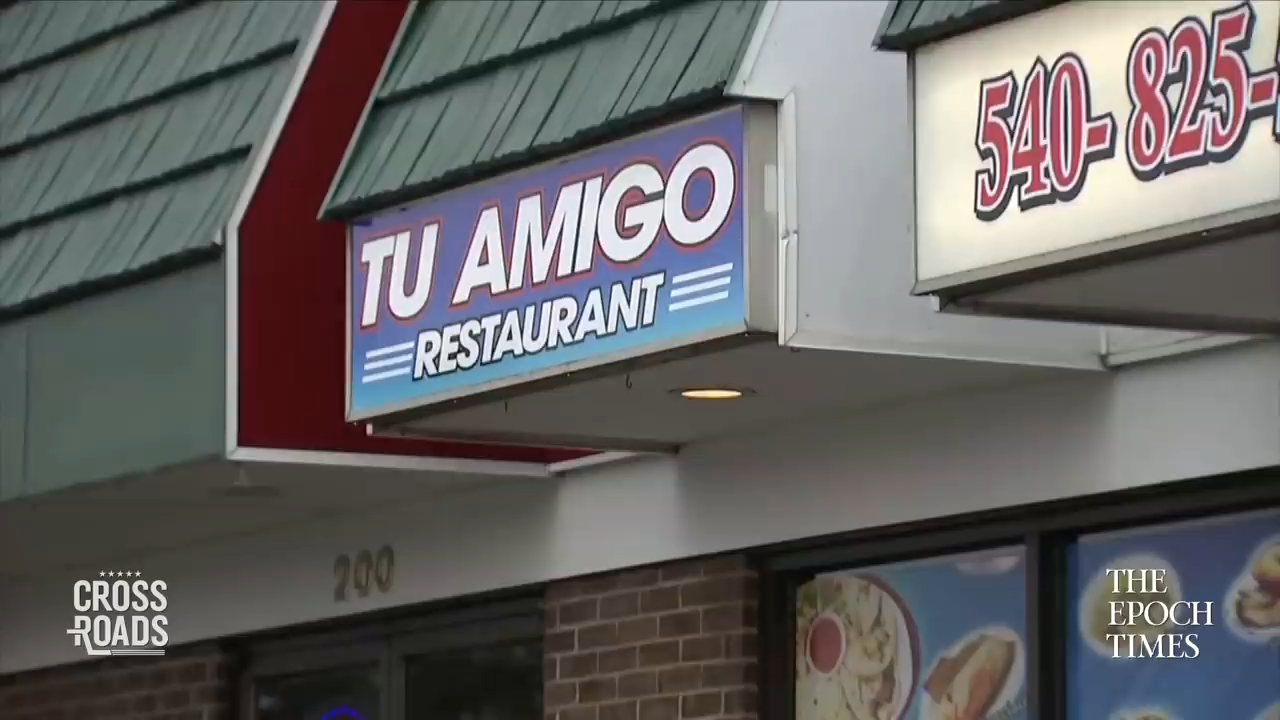 TU AMIGO
RESTAURANT
540-825-
200
CROSS
ROADS
THE
EPOCH
TIMES